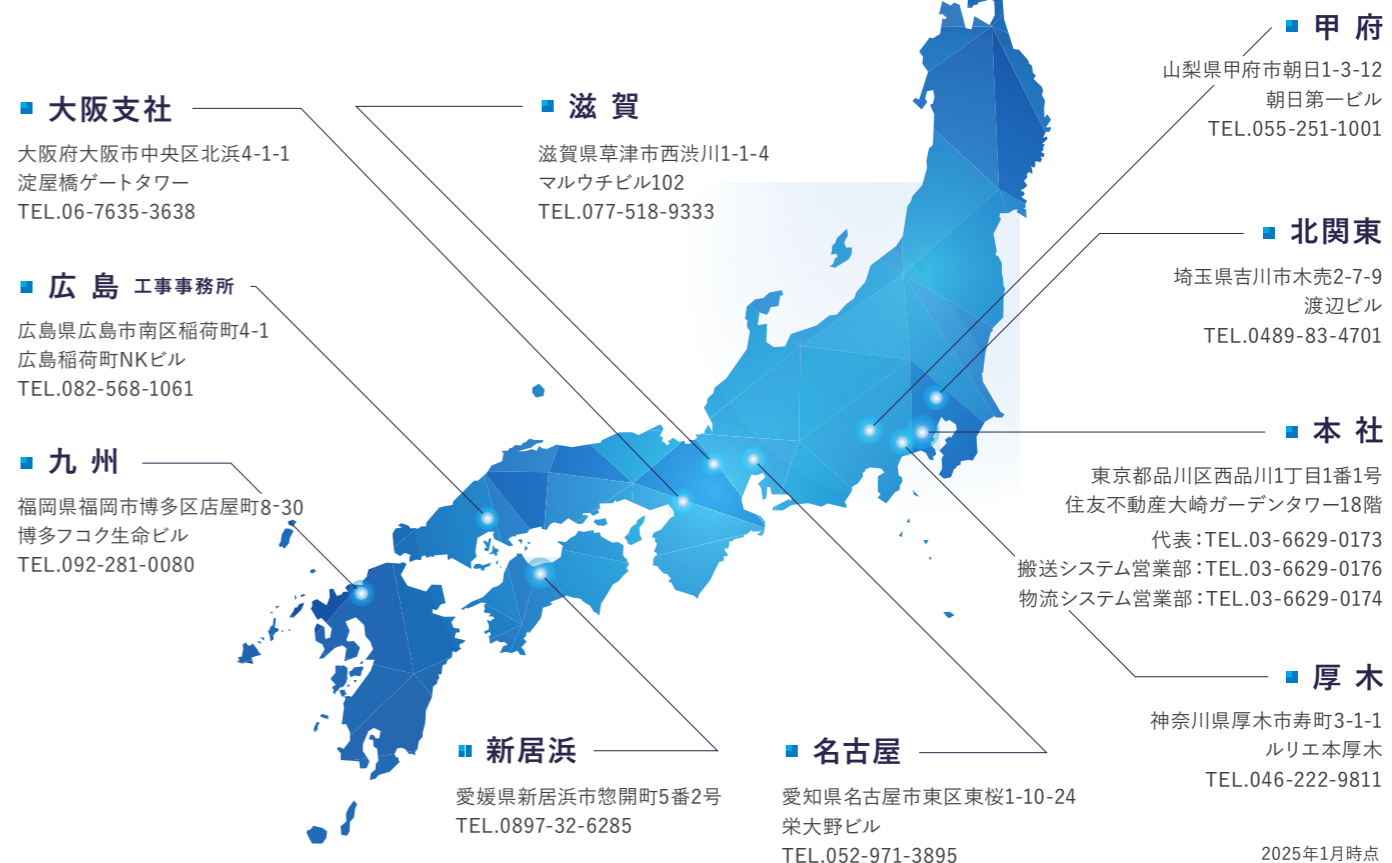 大阪支社
大阪府大阪市中央区北浜4-1-1
淀屋橋ゲートタワー
TEL.06-7635-3638
滋賀
滋賀県草津市西渋川1-1-4
マルウチビル102
TEL.077-518-9333
甲府
山梨県甲府市朝日1-3-12
朝日第一ビル
TEL.055-251-1001
広島 工事事務所
広島県広島市南区稲荷町4-1
広島稲荷町NKビル
TEL.082-568-1061
北関東
埼玉県吉川市木売2-7-9
渡辺ビル
TEL.0489-83-4701
九州
福岡県福岡市博多区店屋町8-30
博多フコク生命ビル
TEL.092-281-0080
本社
東京都品川区西品川1丁目1番1号
住友不動産大崎ガーデンタワー18階
代表：TEL.03-6629-0173
搬送システム営業部：TEL.03-6629-0176
物流システム営業部：TEL.03-6629-0174
新居浜
愛媛県新居浜市惣開町5番2号
TEL.0897-32-6285
名古屋
愛知県名古屋市東区東桜1-10-24
栄大野ビル
TEL.052-971-3895
厚木
神奈川県厚木市寿町3-1-1
ルリエ本厚木
TEL.046-222-9811
2025年1月時点